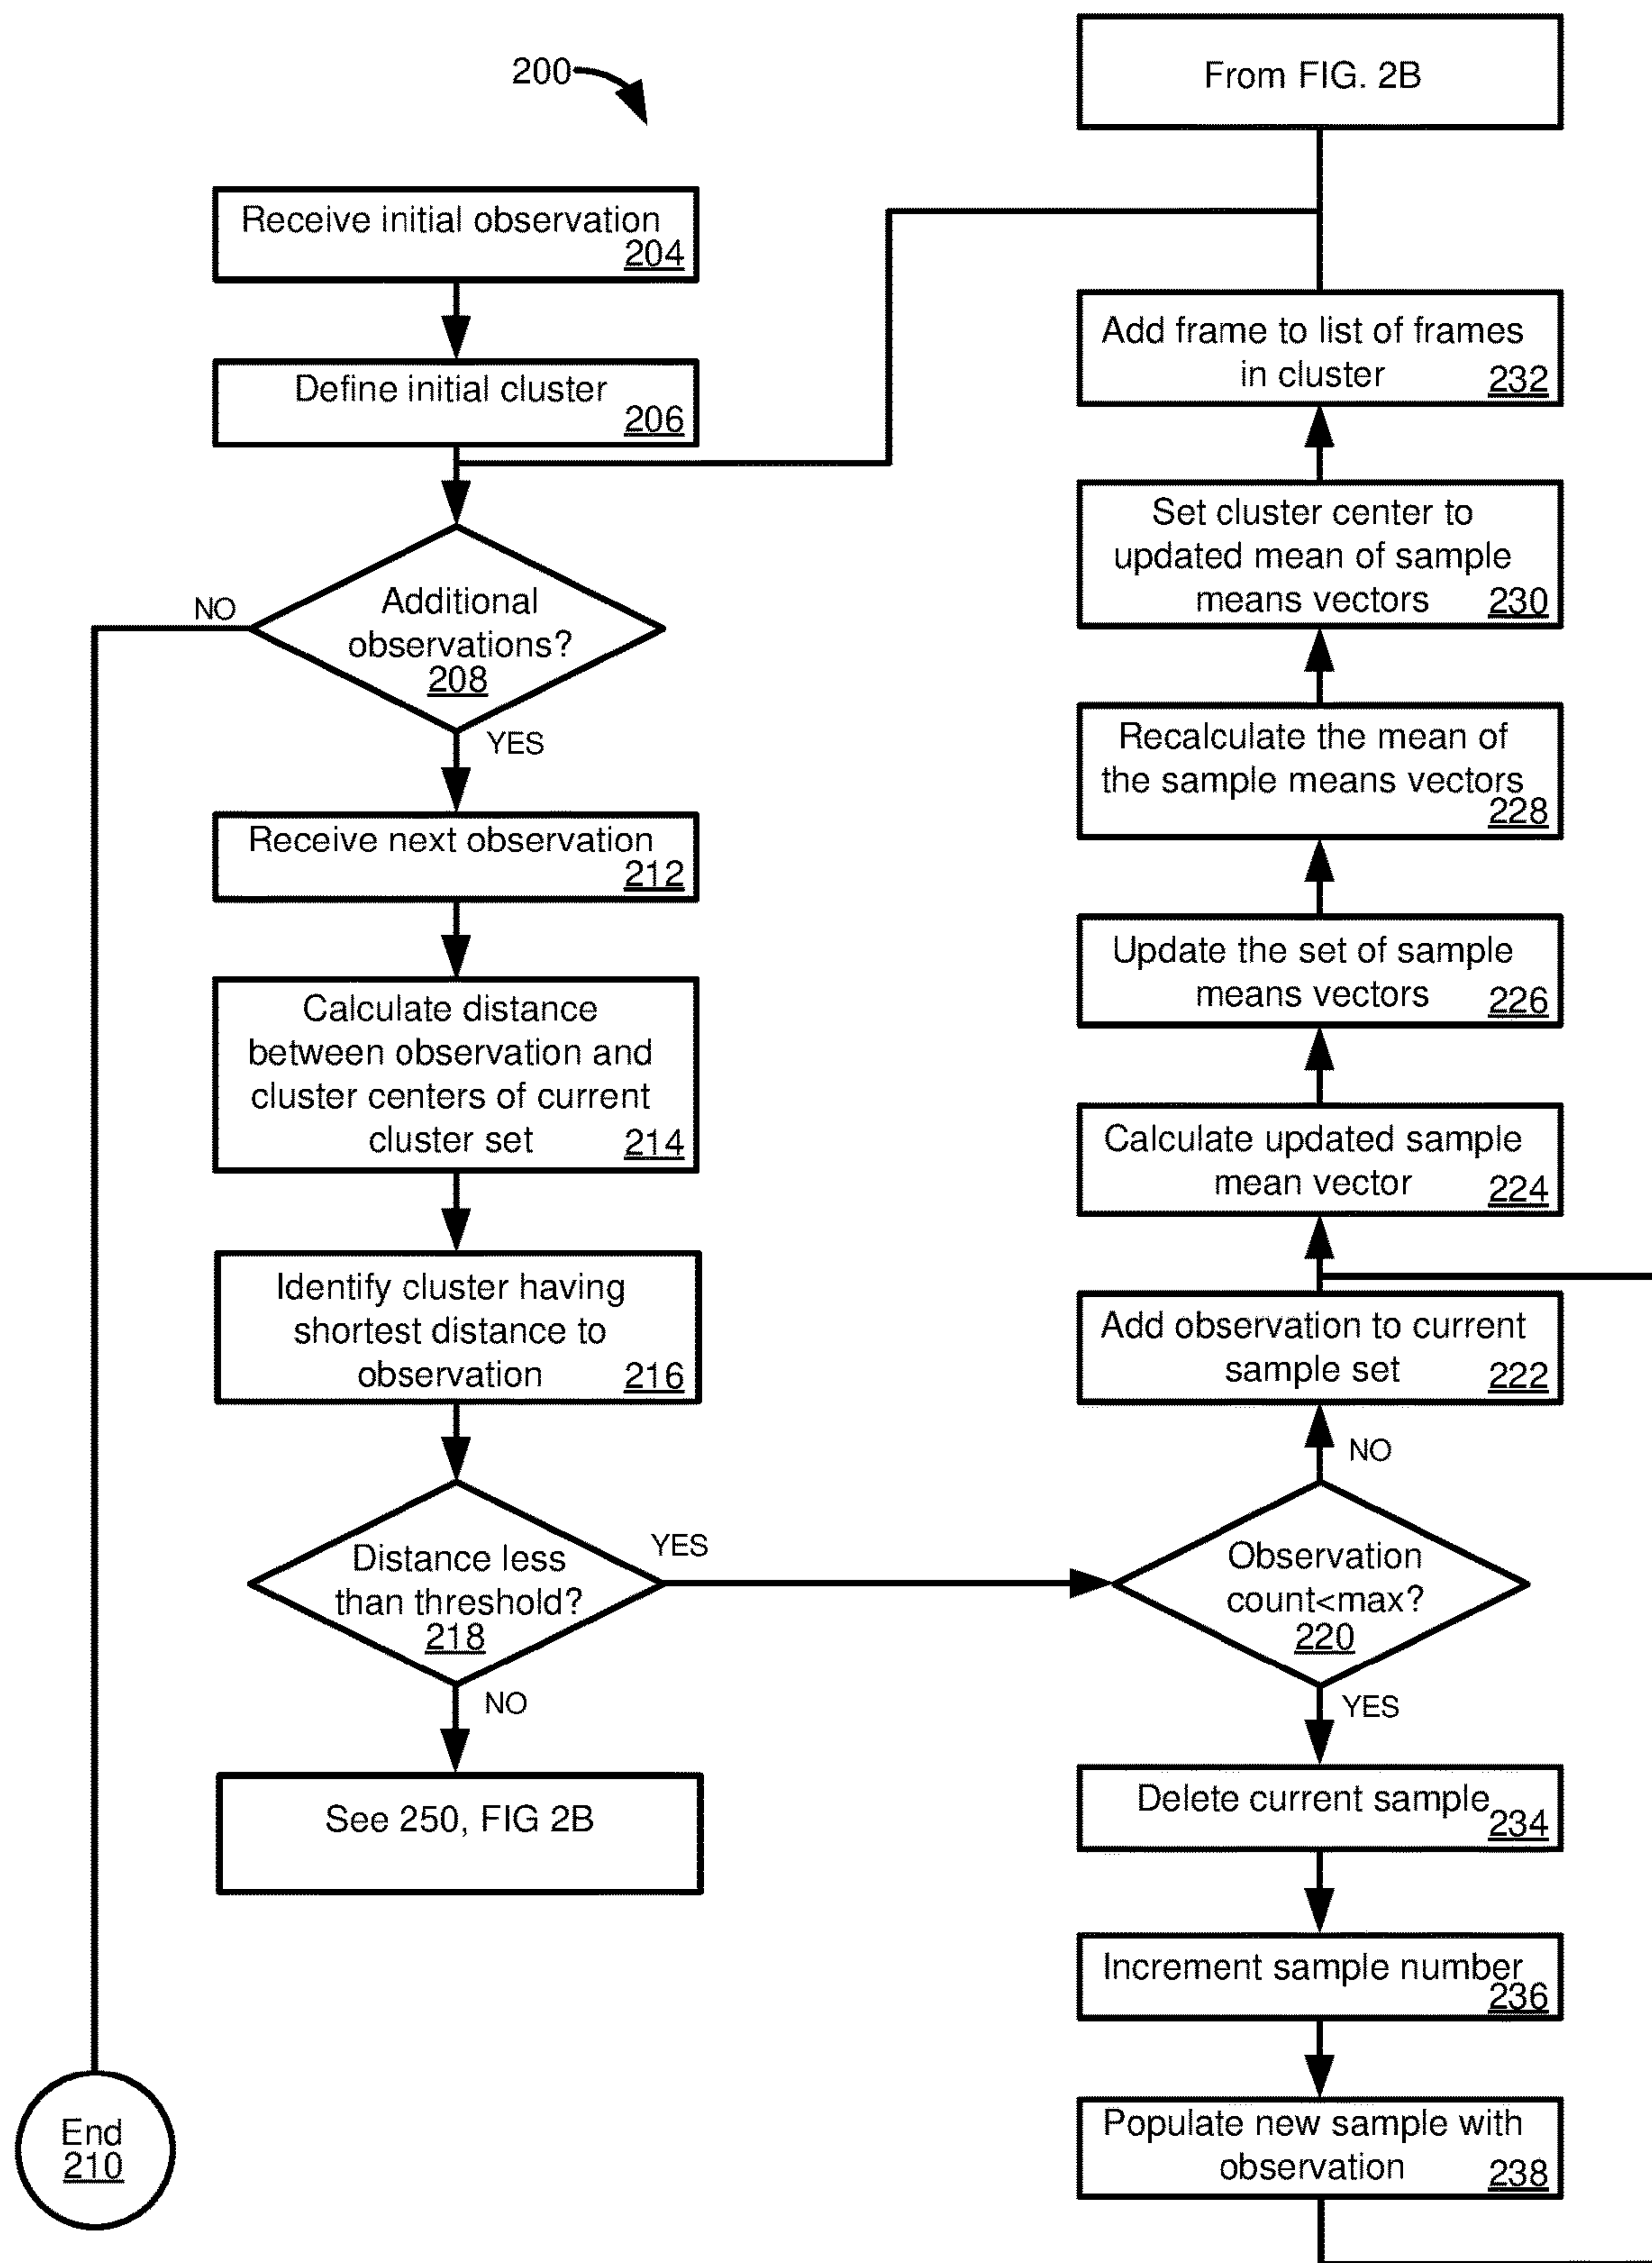 200
Receive initial observation
204
Define initial cluster
206
NO
Additional
observations?
208
YES
Receive next observation
212
Calculate distance
between observation and
cluster centers of current
cluster set
214
Identify cluster having
shortest distance to
observation
216
Distance less
than threshold?
218
YES
NO
See 250, FIG 2B
End
210
From FIG. 2B
Add frame to list of frames
in cluster
232
Set cluster center to
updated mean of sample
means vectors
230
Recalculate the mean of
the sample means vectors
228
Update the set of sample
means vectors
226
Calculate updated sample
mean vector
224
Add observation to current
sample set
222
NO
Observation
count<max?
220
YES
Delete current sample
234
Increment sample number
236
Populate new sample with
observation
238